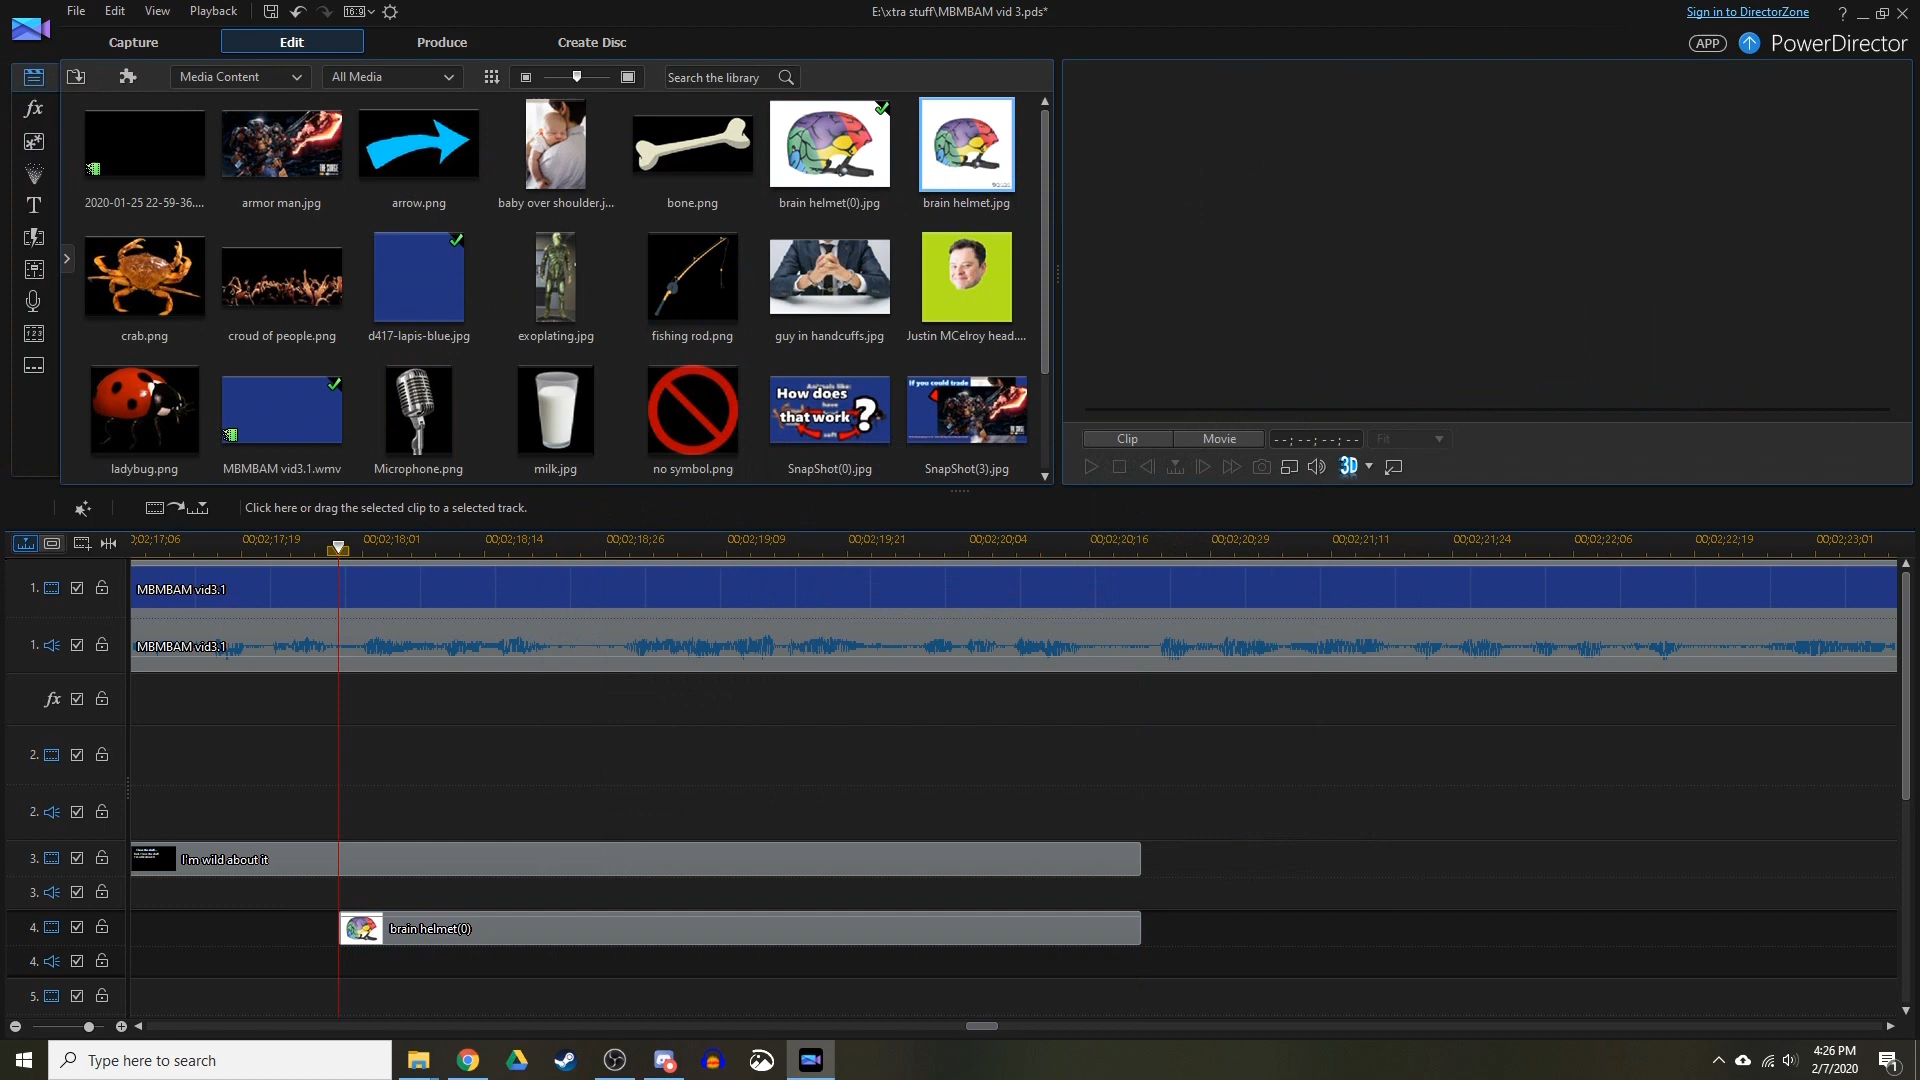 File Edit View Playback 16:9 E:\xtra stuff\MBMBAM vid 3.pds* Sign in to DirectorZone ?
Capture Edit Produce Create Disc APP PowerDirector
Media Content All Media Search the library
fx
2020-01-25 22-59-36.... armor man.jpg arrow.png baby over shoulder.j... bone.png brain helmet(0).jpg brain helmet.jpg
T
crab.png croud of people.png d417-lapis-blue.jpg exoplating.jpg fishing rod.png guy in handcuffs.jpg Justin MCelroy head....
How does
that work ?
If you could trade
ladybug.png MBMBAM vid3.1.wmv Microphone.png milk.jpg no symbol.png SnapShot(0).jpg SnapShot(3).jpg
Clip Movie --;--;--;-- Fit
3D
Click here or drag the selected clip to a selected track.
0;02;17;06 00;02;17;19 00;02;18;01 00;02;18;14 00;02;18;26 00;02;19;09 00;02;19;21 00;02;20;04 00;02;20;16 00;02;20;29 00;02;21;11 00;02;21;24 00;02;22;06 00;02;22;19 00;02;23;01
1. MBMBAM vid3.1
1. MBMBAM vid3.1
fx
2.
2.
3. I'm wild about it
3.
4. brain helmet(0)
4.
5.
Type here to search
4:26 PM
2/7/2020
1